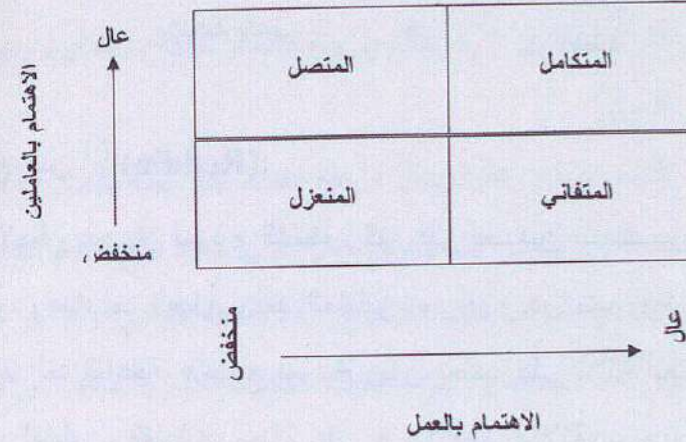 عال
المتكامل
المتصل
الاهتمام بالعاملين
المتفاني
المنعزل
منخفض،
منخفض
عال
الاهتمام بالعمل